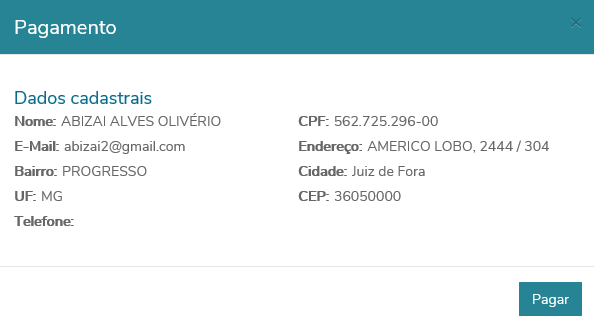 Pagamento
×
Dados cadastrais
Nome: ABIZAI ALVES OLIVÉRIO CPF: 562.725.296-00
E-Mail: abizai2@gmail.com Endereço: AMERICO LOBO, 2444 / 304
Bairro: PROGRESSO Cidade: Juiz de Fora
UF: MG CEP: 36050000
Telefone:
Pagar